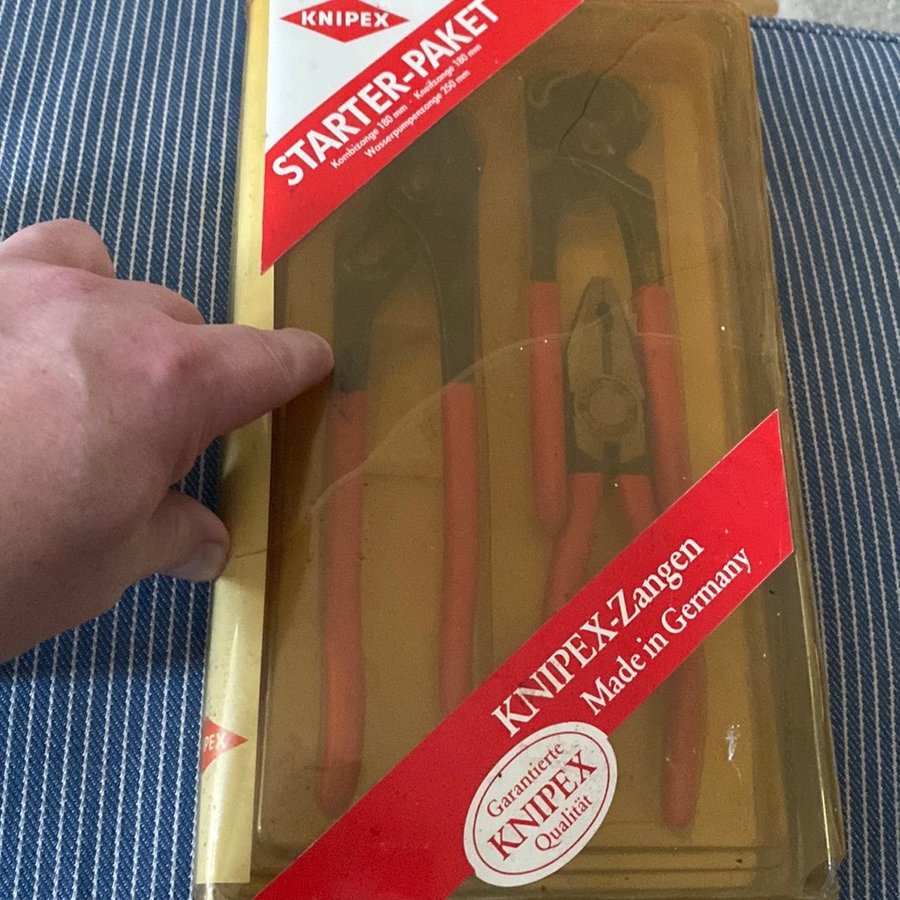 KNIPEX
STARTER-PAKET
Kombizange 180 mm · Kneifzange 180 mm
Wasserpumpenzange 250 mm
KNIPEX-Zangen
Made in Germany
Garantierte
KNIPEX
Qualität
PEX